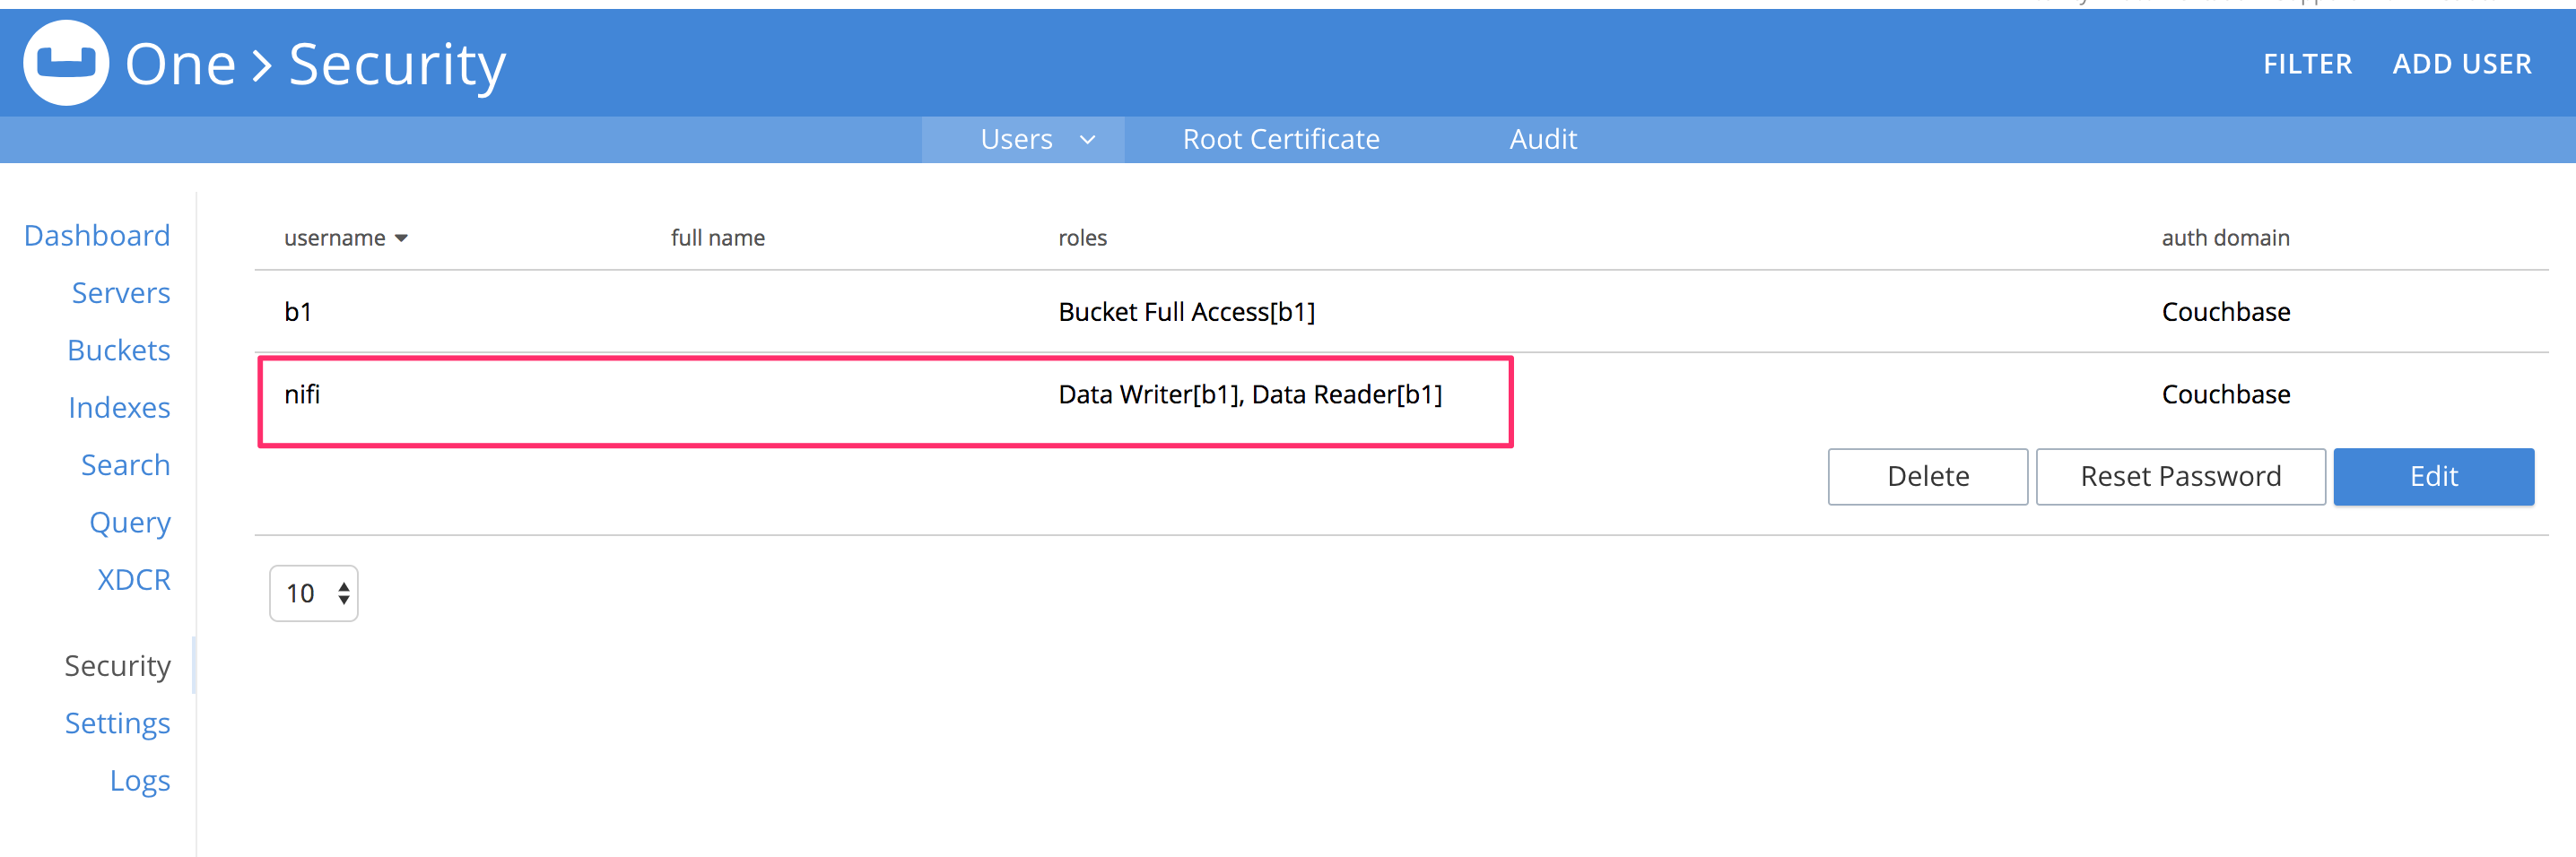 One > Security
FILTER ADD USER
Users Root Certificate Audit
Dashboard
Servers
Buckets
Indexes
Search
Query
XDCR
Security
Settings
Logs
username full name roles auth domain
b1 Bucket Full Access[b1] Couchbase
nifi Data Writer[b1], Data Reader[b1] Couchbase
Delete Reset Password Edit
10